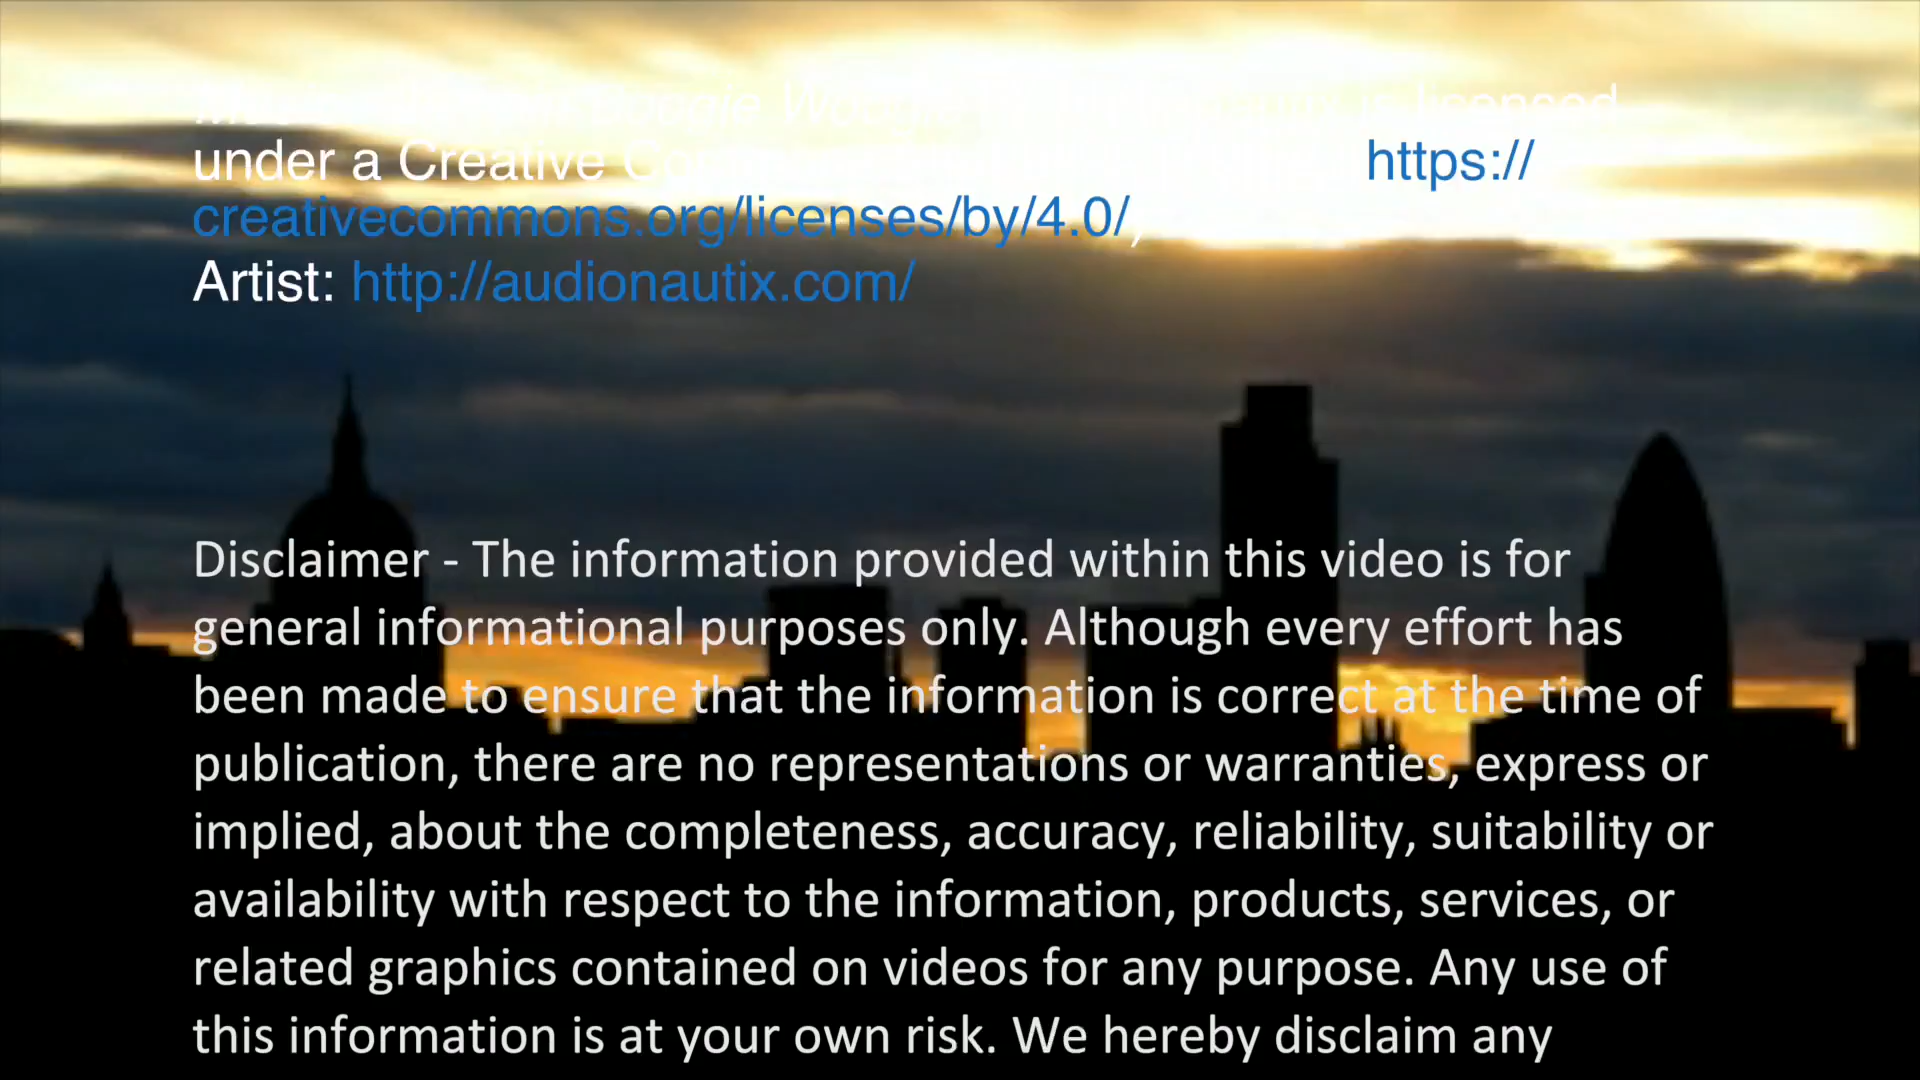 Boogie Woogie is licensed
under a Creative
https://
creativecommons.org/licenses/by/4.0/,
Artist: http://audionautix.com/
Disclaimer - The information provided within this video is for
general informational purposes only. Although every effort has
been made to ensure that the information is correct at the time of
publication, there are no representations or warranties, express or
implied, about the completeness, accuracy, reliability, suitability or
availability with respect to the information, products, services, or
related graphics contained on videos for any purpose. Any use of
this information is at your own risk. We hereby disclaim any